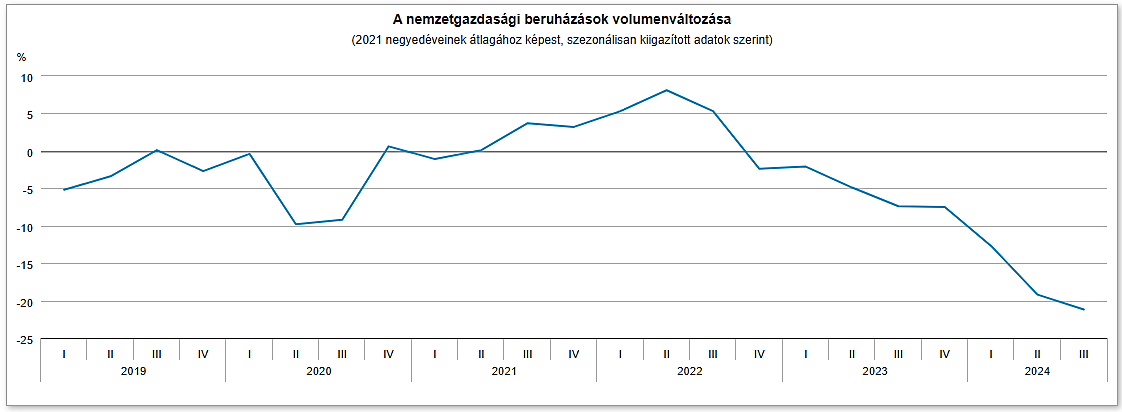 A nemzetgazdasági beruházások volumenváltozása
(2021 negyedéveinek átlagához képest, szezonálisan kiigazított adatok szerint)
%
10
5
0
-5
-10
-15
-20
-25
I II III IV I II III IV I II III IV I II III IV I II III IV I II III
2019 2020 2021 2022 2023 2024